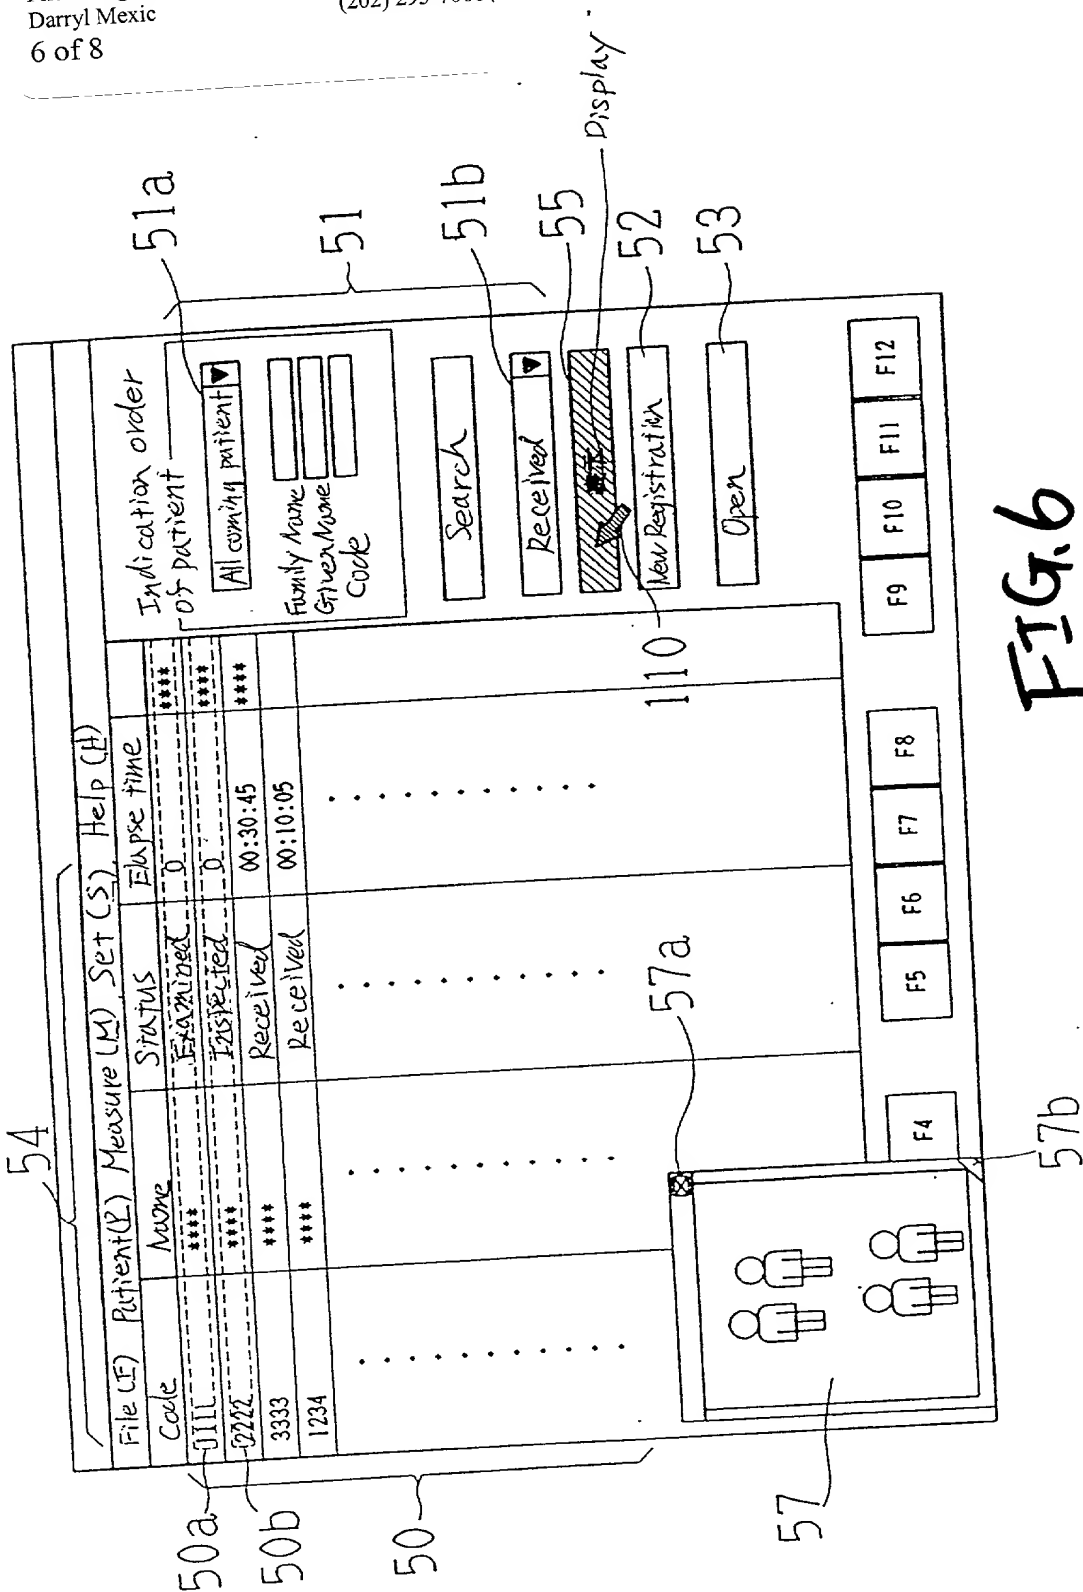 Darryl Mexic
6 of 8
54
File (F) Patient(P) Measure (M) Set (S) Help (H)
Code Name Status Elapse time
1111 **** Examined 0 ****
2222 **** Inspected 0 ****
3333 **** Received 00:30:45 ****
1234 **** Received 00:10:05
50a
50b
50
Indication order
of patient
All coming patient ▼
Family Name
Given Name
Code
Search
Received ▼
Display
New Registration
Open
51a
51
51b
55
52
53
110
57a
57
57b
F4 F5 F6 F7 F8 F9 F10 F11 F12
FIG.6